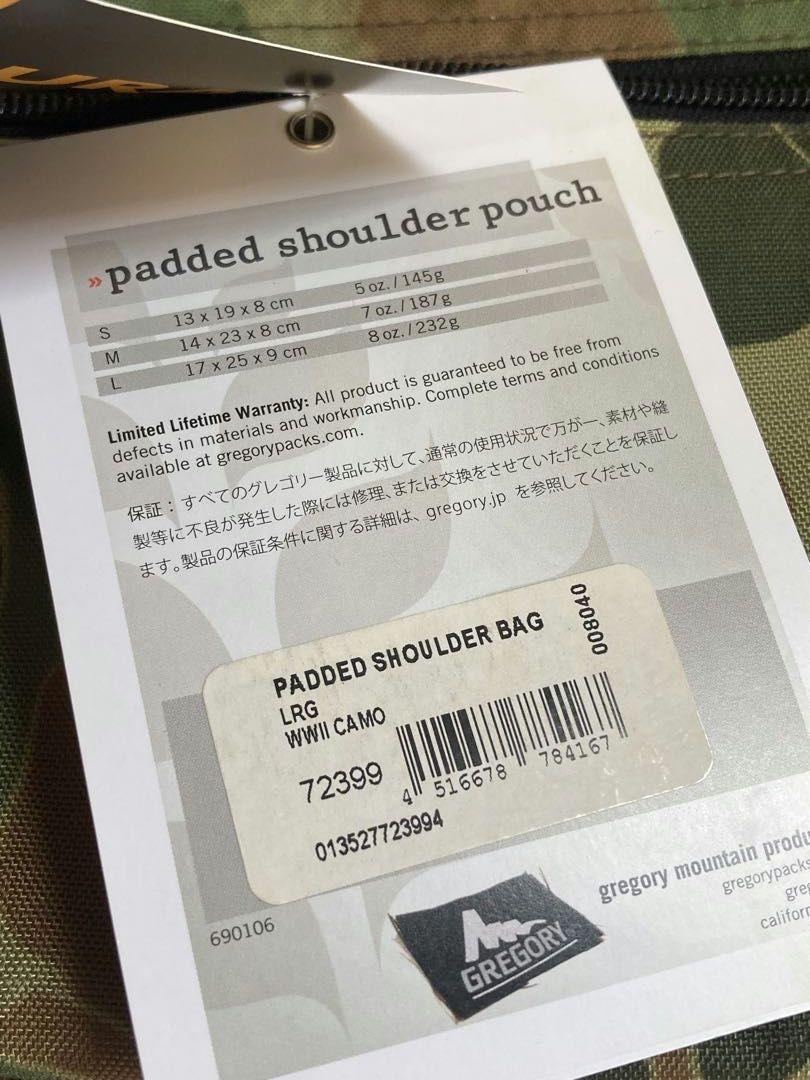 »padded shoulder pouch
S 13 x 19 x 8 cm 5 oz. / 145g
M 14 x 23 x 8 cm 7 oz. / 187g
L 17 x 25 x 9 cm 8 oz. / 232g
Limited Lifetime Warranty: All product is guaranteed to be free from
defects in materials and workmanship. Complete terms and conditions
available at gregorypacks.com.
保証：すべてのグレゴリー製品に対して、通常の使用状況で万が一、素材や縫
製等に不良が発生した際には修理、または交換をさせていただくことを保証し
ます。製品の保証条件に関する詳細は、gregory.jp を参照してください。
PADDED SHOULDER BAG
008040
LRG
WWII CAMO
72399
4 516678 784167
013527723994
690106
GREGORY
gregory mountain produ
gregorypacks
greg
californ